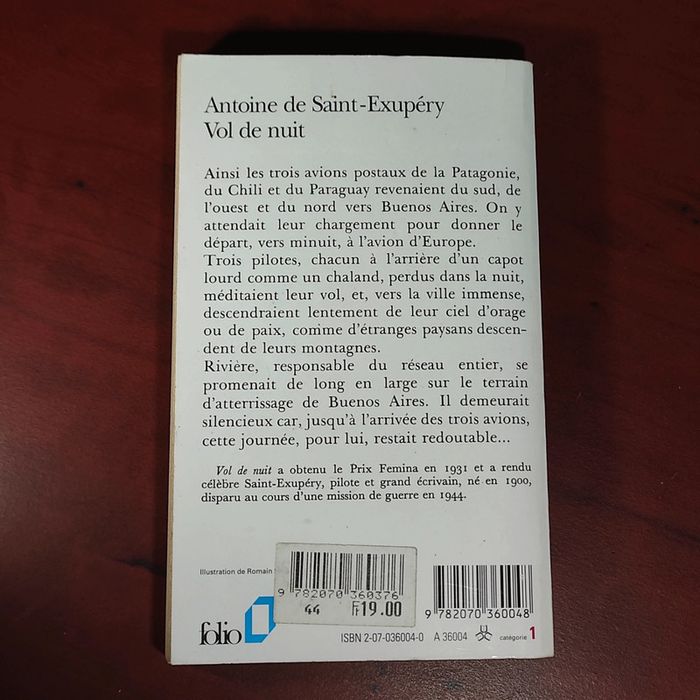 Antoine de Saint-Exupéry
Vol de nuit
Ainsi les trois avions postaux de la Patagonie,
du Chili et du Paraguay revenaient du sud, de
l'ouest et du nord vers Buenos Aires. On y
attendait leur chargement pour donner le
départ, vers minuit, à l'avion d'Europe.
Trois pilotes, chacun à l'arrière d'un capot
lourd comme un chaland, perdus dans la nuit,
méditaient leur vol, et, vers la ville immense,
descendraient lentement de leur ciel d'orage
ou de paix, comme d'étranges paysans descen-
dent de leurs montagnes.
Rivière, responsable du réseau entier, se
promenait de long en large sur le terrain
d'atterrissage de Buenos Aires. Il demeurait
silencieux car, jusqu'à l'arrivée des trois avions,
cette journée, pour lui, restait redoutable...
Vol de nuit a obtenu le Prix Femina en 1931 et a rendu
célèbre Saint-Exupéry, pilote et grand écrivain, né en 1900,
disparu au cours d'une mission de guerre en 1944.
Illustration de Romain
9 782070 360376
44 FF19.00
9 782070 360048
folio
ISBN 2-07-036004-0 A 36004 catégorie 1